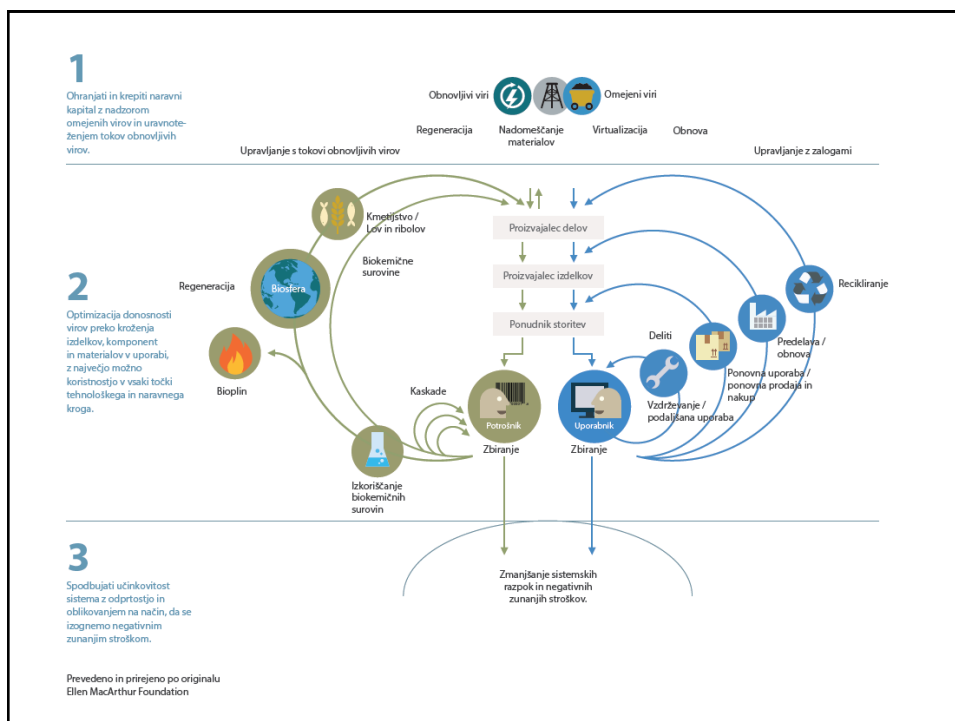 1
Ohranjati in krepiti naravni
kapital z nadzorom
omejenih virov in uravnote-
ženjem tokov obnovljivih
virov.
Obnovljivi viri
Omejeni viri
Regeneracija
Nadomeščanje
materialov
Virtualizacija
Obnova
Upravljanje s tokovi obnovljivih virov
Upravljanje z zalogami
2
Optimizacija donosnosti
virov preko kroženja
izdelkov, komponent
in materialov v uporabi,
z največjo možno
koristnostjo v vsaki točki
tehnološkega in naravnega
kroga.
Kmetijstvo /
Lov in ribolov
Biokemične
surovine
Regeneracija
Biosfera
Bioplin
Kaskade
Izkoriščanje
biokemičnih
surovin
Proizvajalec delov
Proizvajalec izdelkov
Ponudnik storitev
Potrošnik
Zbiranje
Uporabnik
Zbiranje
Deliti
Vzdrževanje /
podališana uporaba
Ponovna uporaba /
ponovna prodaja in
nakup
Predelava /
obnova
Recikliranje
3
Spodbujati učinkovitost
sistema z odprtostjo in
oblikovanjem na način, da se
izognemo negativnim
zunanjim stroškom.
Zmanjšanje sistemskih
razpok in negativnih
zunanjih stroškov.
Prevedeno in prirejeno po originalu
Ellen MacArthur Foundation